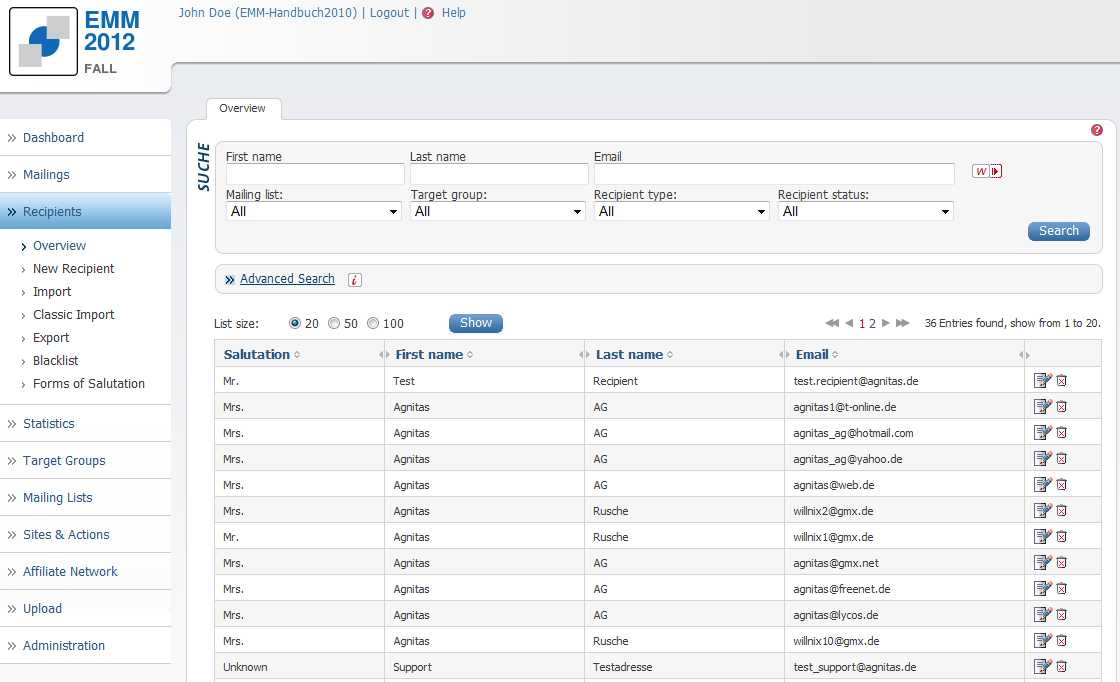 EMM
2012
FALL
John Doe (EMM-Handbuch2010) | Logout | ? Help
Dashboard
Mailings
Recipients
Overview
New Recipient
Import
Classic Import
Export
Blacklist
Forms of Salutation
Statistics
Target Groups
Mailing Lists
Sites & Actions
Affiliate Network
Upload
Administration
Overview
?
SUCHE
First name Last name Email
W
Mailing list: Target group: Recipient type: Recipient status:
All All All All
Search
Advanced Search i
List size: 20 50 100 Show 1 2 36 Entries found, show from 1 to 20.
Salutation First name Last name Email
Mr. Test Recipient test.recipient@agnitas.de
Mrs. Agnitas AG agnitas1@t-online.de
Mrs. Agnitas AG agnitas_ag@hotmail.com
Mrs. Agnitas AG agnitas_ag@yahoo.de
Mrs. Agnitas AG agnitas@web.de
Mrs. Agnitas Rusche willnix2@gmx.de
Mr. Agnitas Rusche willnix1@gmx.de
Mrs. Agnitas AG agnitas@gmx.net
Mrs. Agnitas AG agnitas@freenet.de
Mrs. Agnitas AG agnitas@lycos.de
Mrs. Agnitas Rusche willnix10@gmx.de
Unknown Support Testadresse test_support@agnitas.de